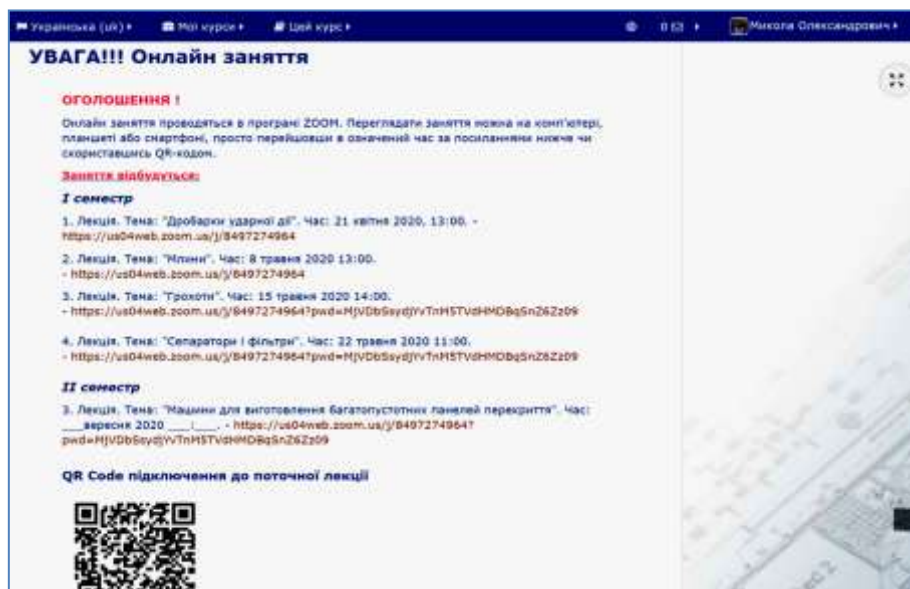 Українська (uk)
Мої курси
Цей курс
0
Микола Олександрович
УВАГА!!! Онлайн заняття
ОГОЛОШЕННЯ !
Онлайн заняття проводяться в програмі ZOOM. Переглядати заняття можна на комп'ютері,
планшеті або смартфоні, просто перейшовши в означений час за посиланнями нижче чи
скориставшись QR-кодом.
Заняття відбудуться:
I семестр
1. Лекція. Тема: "Дробарки ударної дії". Час: 21 квітня 2020, 13:00. -
https://us04web.zoom.us/j/8497274964
2. Лекція. Тема: "Млини". Час: 8 травня 2020 13:00.
- https://us04web.zoom.us/j/8497274964
3. Лекція. Тема: "Грохоти". Час: 15 травня 2020 14:00.
- https://us04web.zoom.us/j/8497274964?pwd=MjVDbSsydjYvTnM5TVdHMDBqSnZ6Zz09
4. Лекція. Тема: "Сепаратори і фільтри". Час: 22 травня 2020 11:00.
- https://us04web.zoom.us/j/8497274964?pwd=MjVDbSsydjYvTnM5TVdHMDBqSnZ6Zz09
II семестр
3. Лекція. Тема: "Машини для виготовлення багатопустотних панелей перекриття". Час:
___вересня 2020 ___:___. - https://us04web.zoom.us/j/8497274964?
pwd=MjVDbSsydjYvTnM5TVdHMDBqSnZ6Zz09
QR Code підключення до поточної лекції